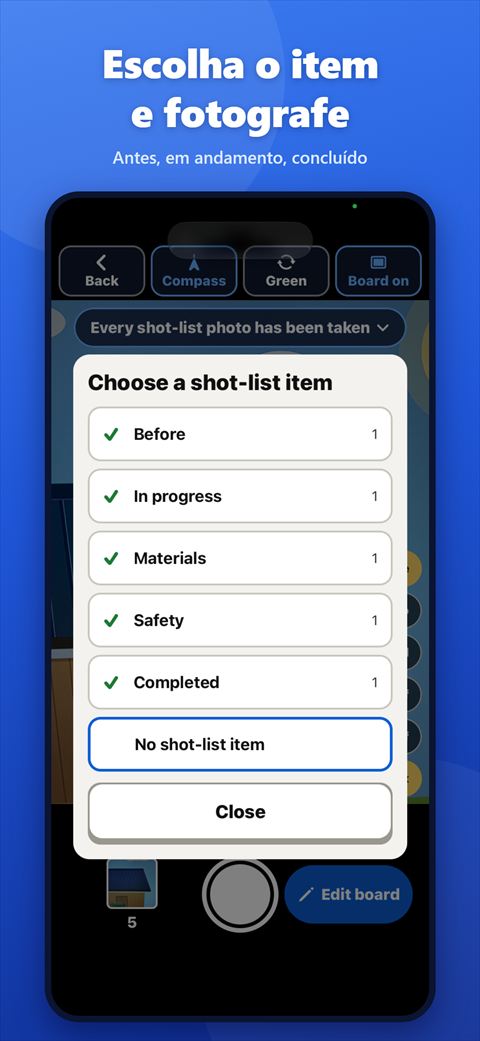 Escolha o item
e fotografe
Antes, em andamento, concluído
Back
Compass
Green
Board on
Every shot-list photo has been taken
Choose a shot-list item
Before 1
In progress 1
Materials 1
Safety 1
Completed 1
No shot-list item
Close
5
Edit board